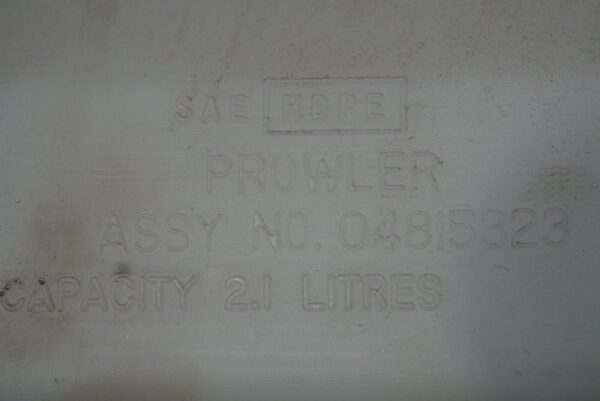 SAE HDPE
PROWLER
ASSY NO. 04815323
CAPACITY 2.1 LITRES